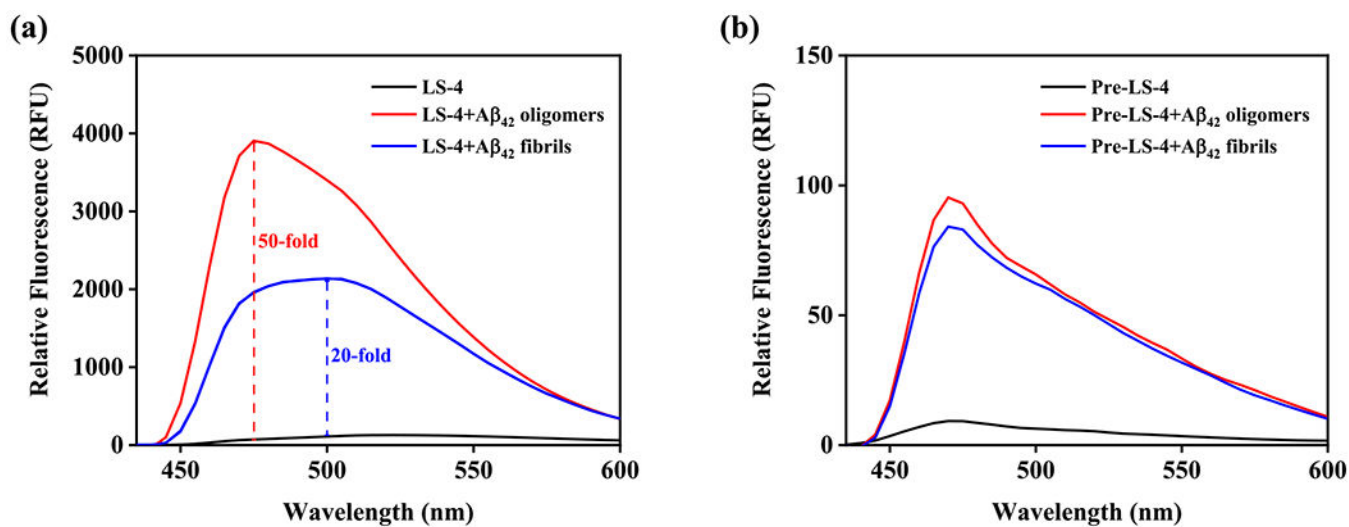 (a)
Relative Fluorescence (RFU)
5000
4000
3000
2000
1000
0
LS-4
LS-4+Aβ₄₂ oligomers
LS-4+Aβ₄₂ fibrils
50-fold
20-fold
450 500 550 600
Wavelength (nm)
(b)
Relative Fluorescence (RFU)
150
100
50
0
Pre-LS-4
Pre-LS-4+Aβ₄₂ oligomers
Pre-LS-4+Aβ₄₂ fibrils
450 500 550 600
Wavelength (nm)